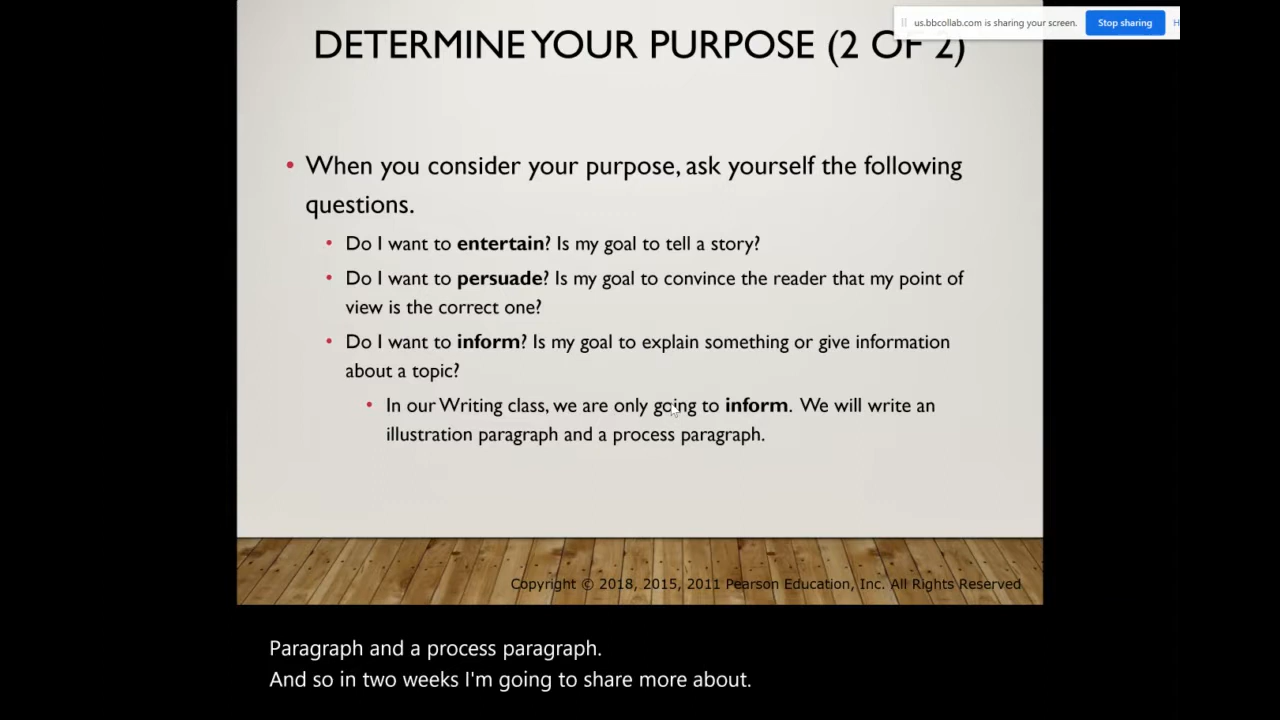 us.bbcollab.com is sharing your screen.
Stop sharing
H
DETERMINE YOUR PURPOSE (2 OF 2)
• When you consider your purpose, ask yourself the following
questions.
• Do I want to entertain? Is my goal to tell a story?
• Do I want to persuade? Is my goal to convince the reader that my point of
view is the correct one?
• Do I want to inform? Is my goal to explain something or give information
about a topic?
• In our Writing class, we are only going to inform. We will write an
illustration paragraph and a process paragraph.
Copyright © 2018, 2015, 2011 Pearson Education, Inc. All Rights Reserved
Paragraph and a process paragraph.
And so in two weeks I'm going to share more about.